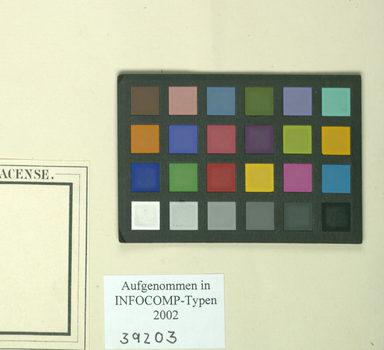 ACENSE.
Aufgenommen in
INFOCOMP-Typen
2002
39203